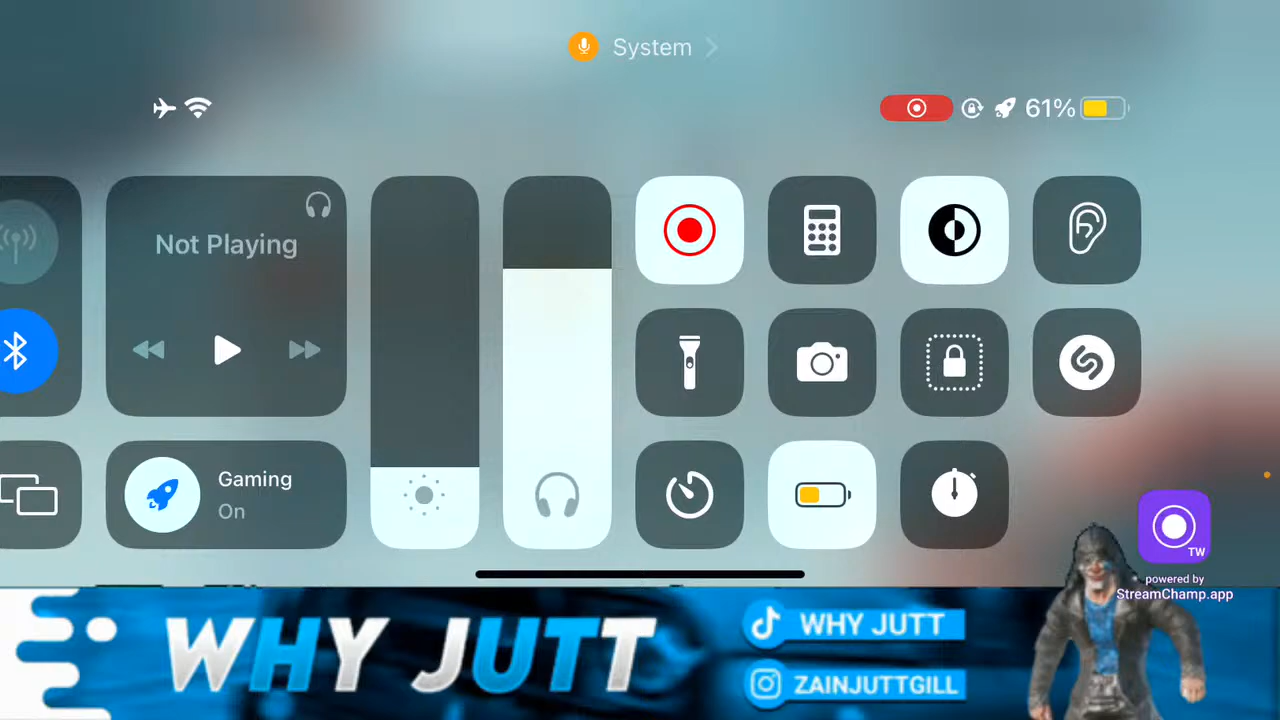 System
61%
Not Playing
Gaming
On
TW
powered by
StreamChamp.app
WHY JUTT
WHY JUTT
ZAINJUTTGILL